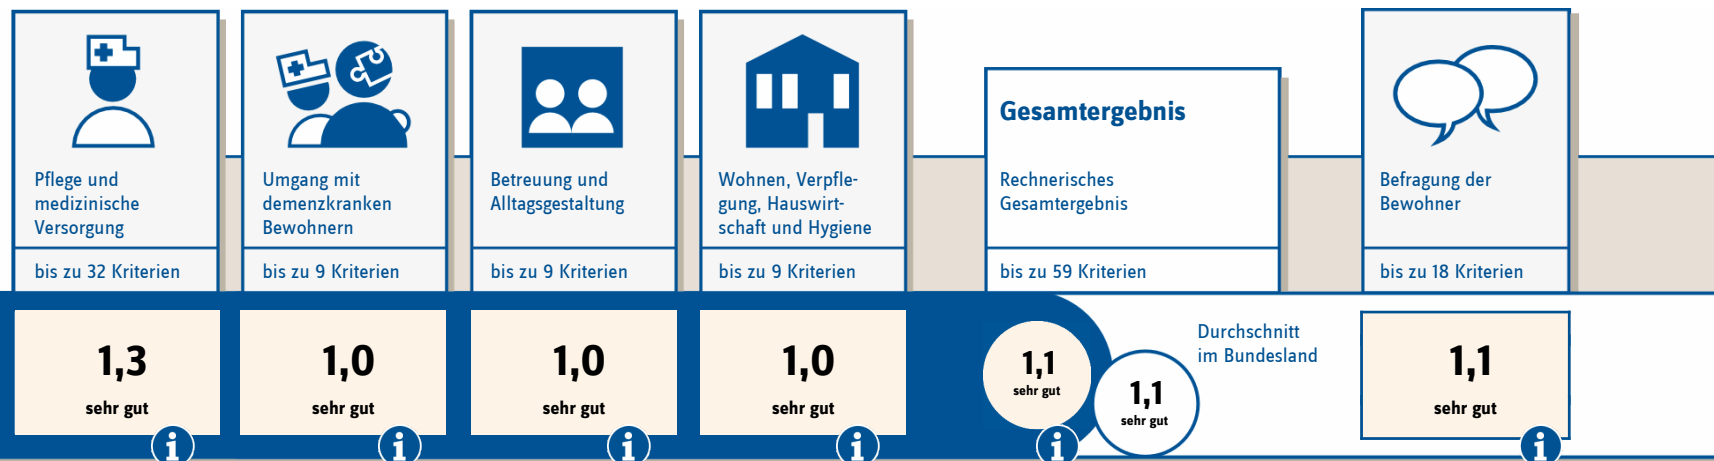 Pflege und
medizinische
Versorgung
bis zu 32 Kriterien
1,3
sehr gut
Umgang mit
demenzkranken
Bewohnern
bis zu 9 Kriterien
1,0
sehr gut
Betreuung und
Alltagsgestaltung
bis zu 9 Kriterien
1,0
sehr gut
Wohnen, Verpfle-
gung, Hauswirt-
schaft und Hygiene
bis zu 9 Kriterien
1,0
sehr gut
Gesamtergebnis
Rechnerisches
Gesamtergebnis
bis zu 59 Kriterien
1,1
sehr gut
Durchschnitt
im Bundesland
1,1
sehr gut
Befragung der
Bewohner
bis zu 18 Kriterien
1,1
sehr gut